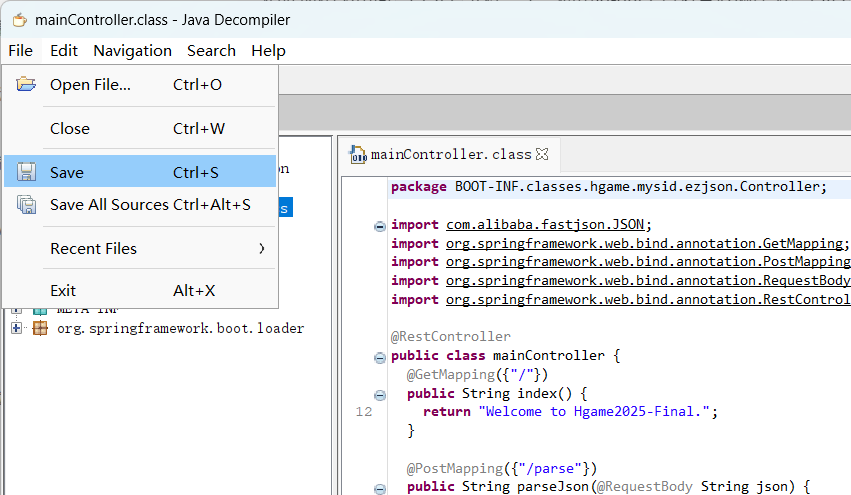 mainController.class - Java Decompiler
File Edit Navigation Search Help
Open File... Ctrl+O
Close Ctrl+W
Save Ctrl+S
Save All Sources Ctrl+Alt+S
Recent Files
Exit Alt+X
META-INF
org.springframework.boot.loader
mainController.class
package BOOT-INF.classes.hgame.mysid.ezjson.Controller;
import com.alibaba.fastjson.JSON;
import org.springframework.web.bind.annotation.GetMapping;
import org.springframework.web.bind.annotation.PostMapping
import org.springframework.web.bind.annotation.RequestBody
import org.springframework.web.bind.annotation.RestControl
@RestController
public class mainController {
@GetMapping({"/"})
public String index() {
12 return "Welcome to Hgame2025-Final.";
}
@PostMapping({"/parse"})
public String parseJson(@RequestBody String json) {